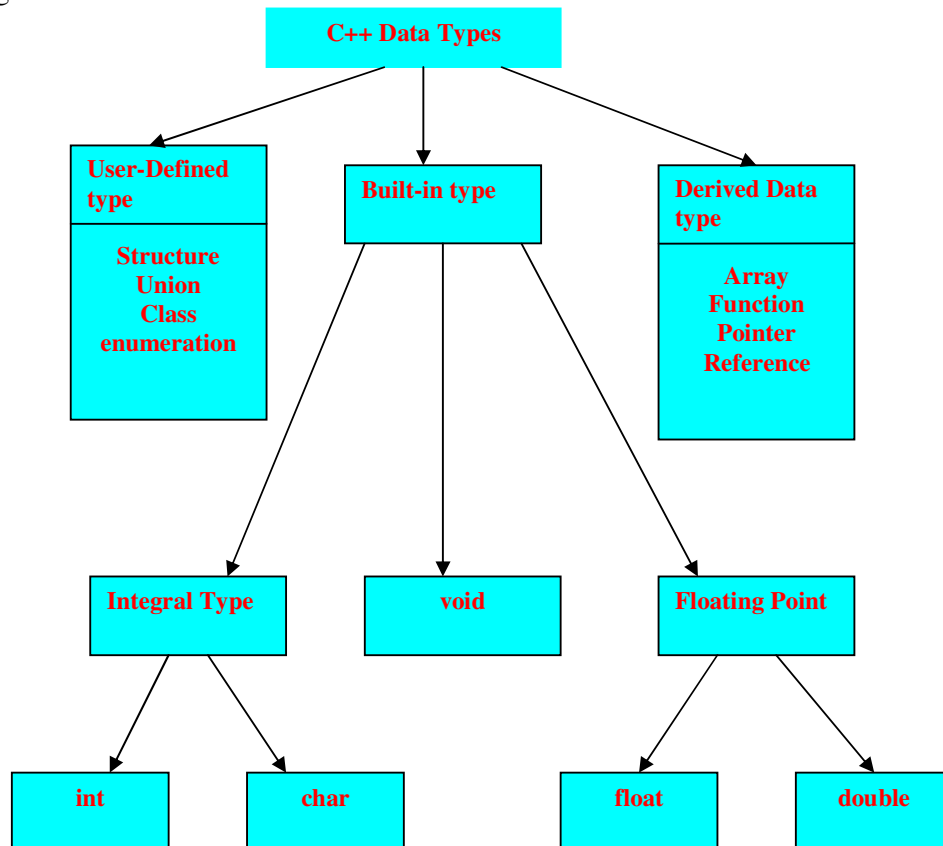 C++ Data Types
User-Defined
type
Structure
Union
Class
enumeration
Built-in type
Derived Data
type
Array
Function
Pointer
Reference
Integral Type
void
Floating Point
int
char
float
double